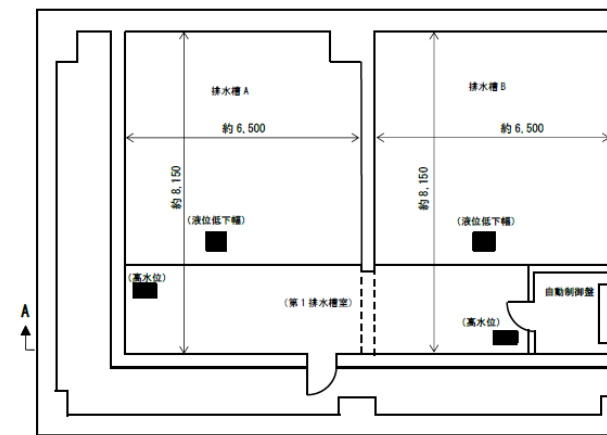 排水槽A
排水槽B
約6,500
約6,500
約8,150
約8,150
(液位低下幅)
(液位低下幅)
(高水位)
(第1排水槽室)
(高水位)
自動制御盤
A